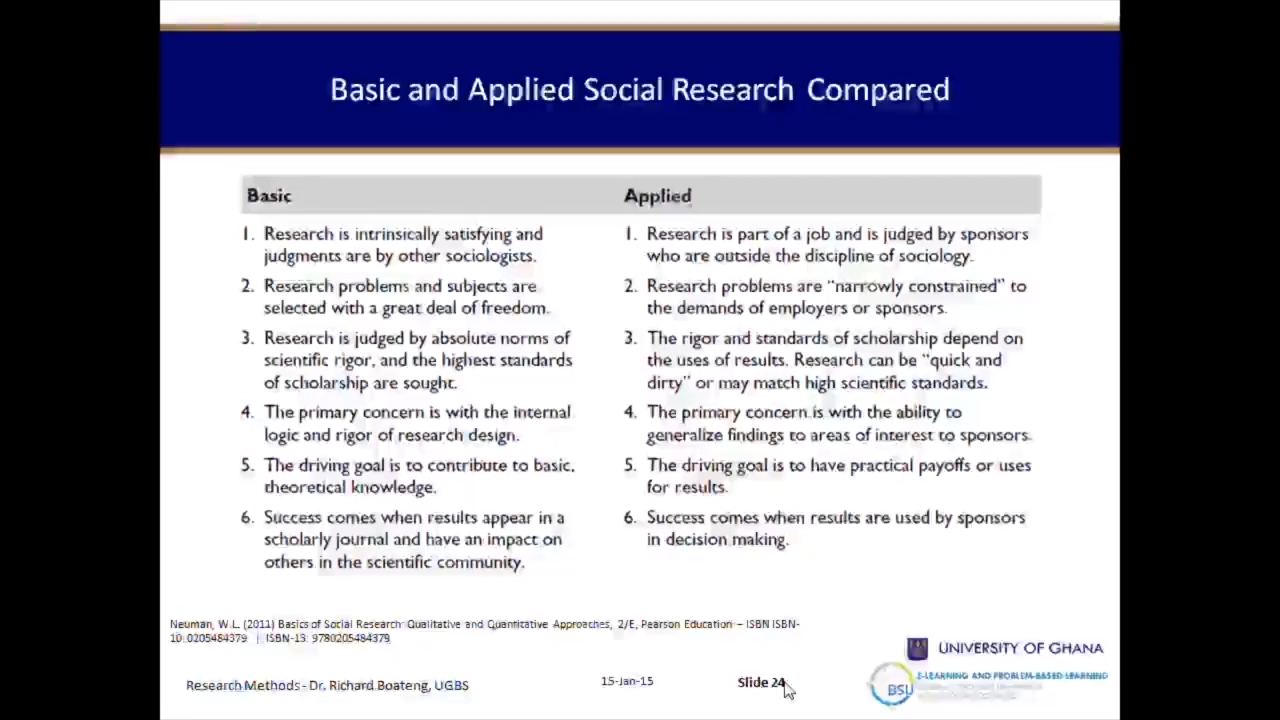 Basic and Applied Social Research Compared
Basic
Applied
1. Research is intrinsically satisfying and
judgments are by other sociologists.
2. Research problems and subjects are
selected with a great deal of freedom.
3. Research is judged by absolute norms of
scientific rigor, and the highest standards
of scholarship are sought.
4. The primary concern is with the internal
logic and rigor of research design.
5. The driving goal is to contribute to basic,
theoretical knowledge.
6. Success comes when results appear in a
scholarly journal and have an impact on
others in the scientific community.
1. Research is part of a job and is judged by sponsors
who are outside the discipline of sociology.
2. Research problems are “narrowly constrained” to
the demands of employers or sponsors.
3. The rigor and standards of scholarship depend on
the uses of results. Research can be “quick and
dirty” or may match high scientific standards.
4. The primary concern is with the ability to
generalize findings to areas of interest to sponsors.
5. The driving goal is to have practical payoffs or uses
for results.
6. Success comes when results are used by sponsors
in decision making.
Neuman, W.L. (2011) Basics of Social Research: Qualitative and Quantitative Approaches, 2/E, Pearson Education – ISBN ISBN-
10: 0205484379 | ISBN-13: 9780205484379
UNIVERSITY OF GHANA
Research Methods - Dr. Richard Boateng, UGBS
15-Jan-15
Slide 24
BSU
E-LEARNING AND PROBLEM-BASED-LEARNING